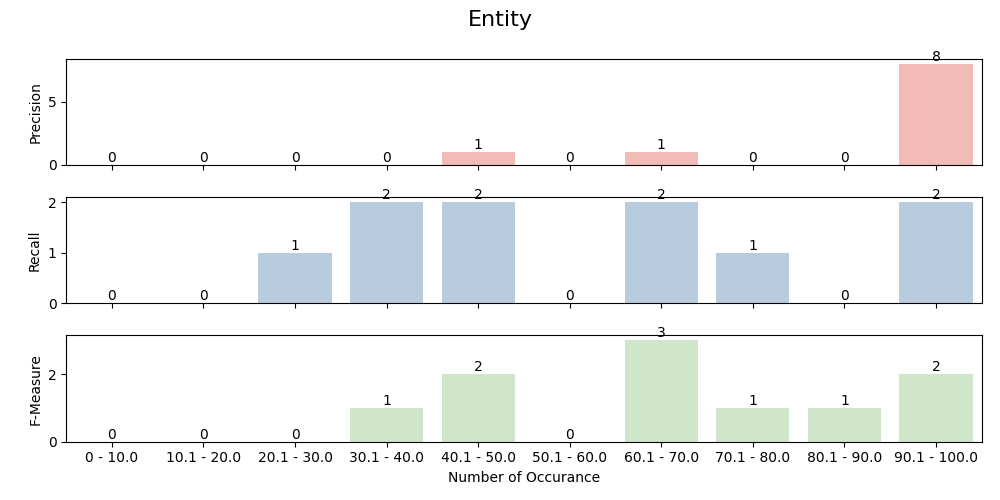 Entity
Precision
5
0
0 0 0 0 1 0 1 0 0 8
Recall
2
1
0
0 0 1 2 2 0 2 1 0 2
F-Measure
2
0
0 0 0 1 2 0 3 1 1 2
0 - 10.0 10.1 - 20.0 20.1 - 30.0 30.1 - 40.0 40.1 - 50.0 50.1 - 60.0 60.1 - 70.0 70.1 - 80.0 80.1 - 90.0 90.1 - 100.0
Number of Occurance